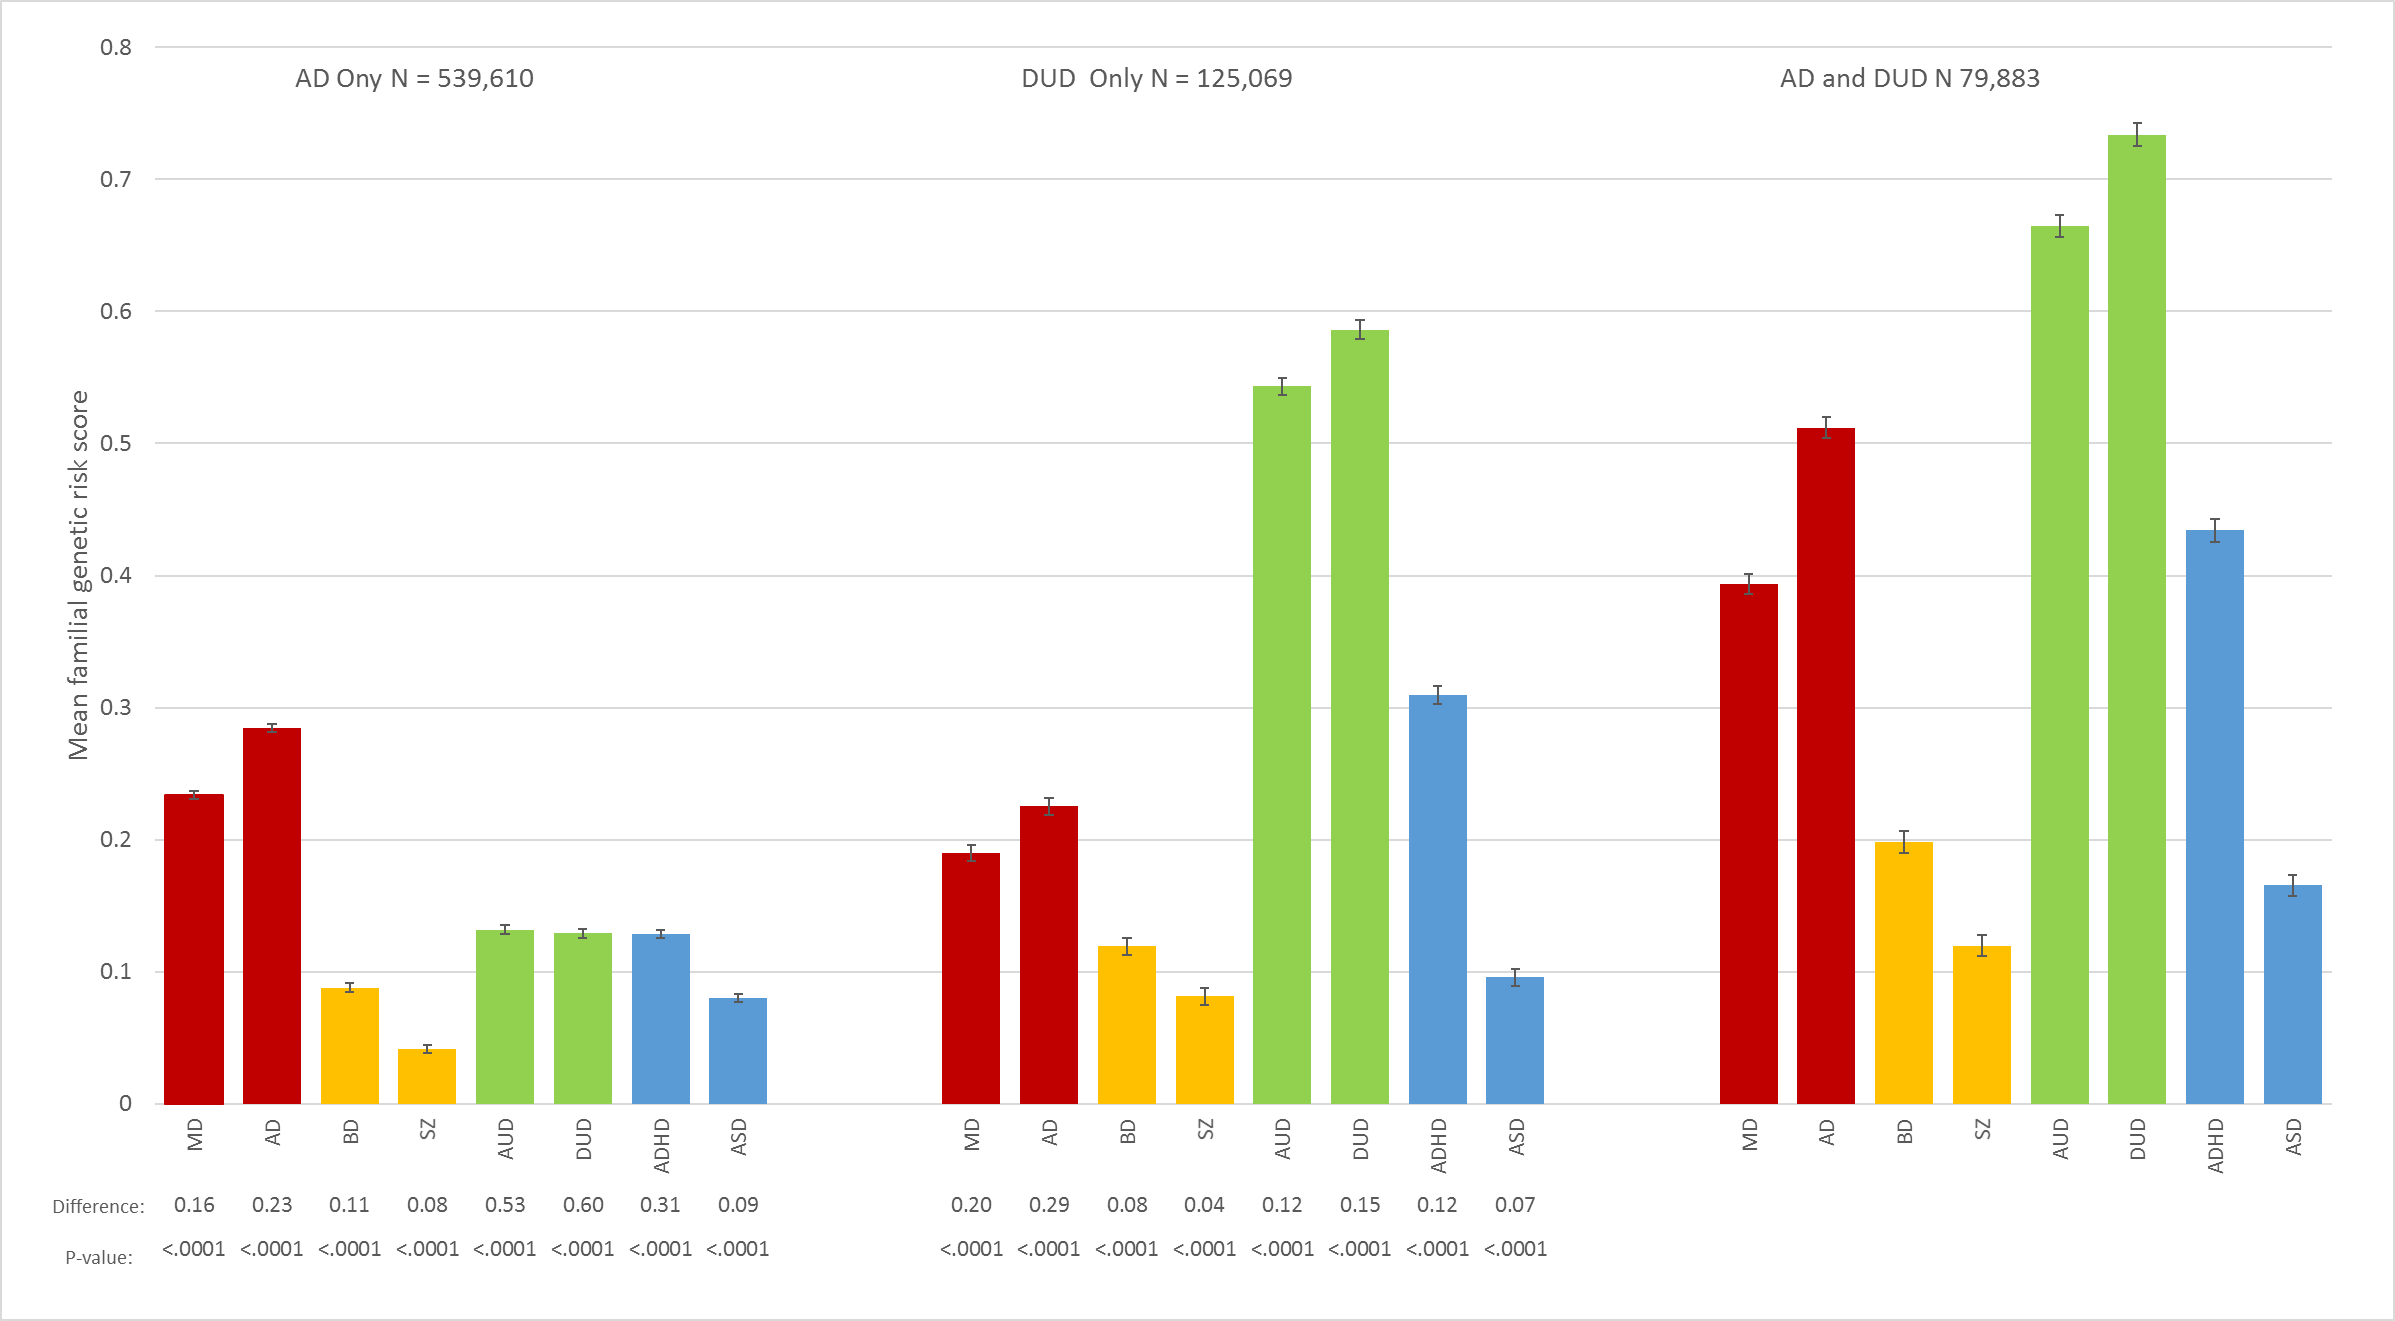 AD Ony N = 539,610
DUD  Only N = 125,069
AD and DUD N 79,883
Mean familial genetic risk score
0.8
0.7
0.6
0.5
0.4
0.3
0.2
0.1
0
MD AD BD SZ AUD DUD ADHD ASD MD AD BD SZ AUD DUD ADHD ASD MD AD BD SZ AUD DUD ADHD ASD
Difference: 0.16 0.23 0.11 0.08 0.53 0.60 0.31 0.09 0.20 0.29 0.08 0.04 0.12 0.15 0.12 0.07
P-value: <.0001 <.0001 <.0001 <.0001 <.0001 <.0001 <.0001 <.0001 <.0001 <.0001 <.0001 <.0001 <.0001 <.0001 <.0001 <.0001